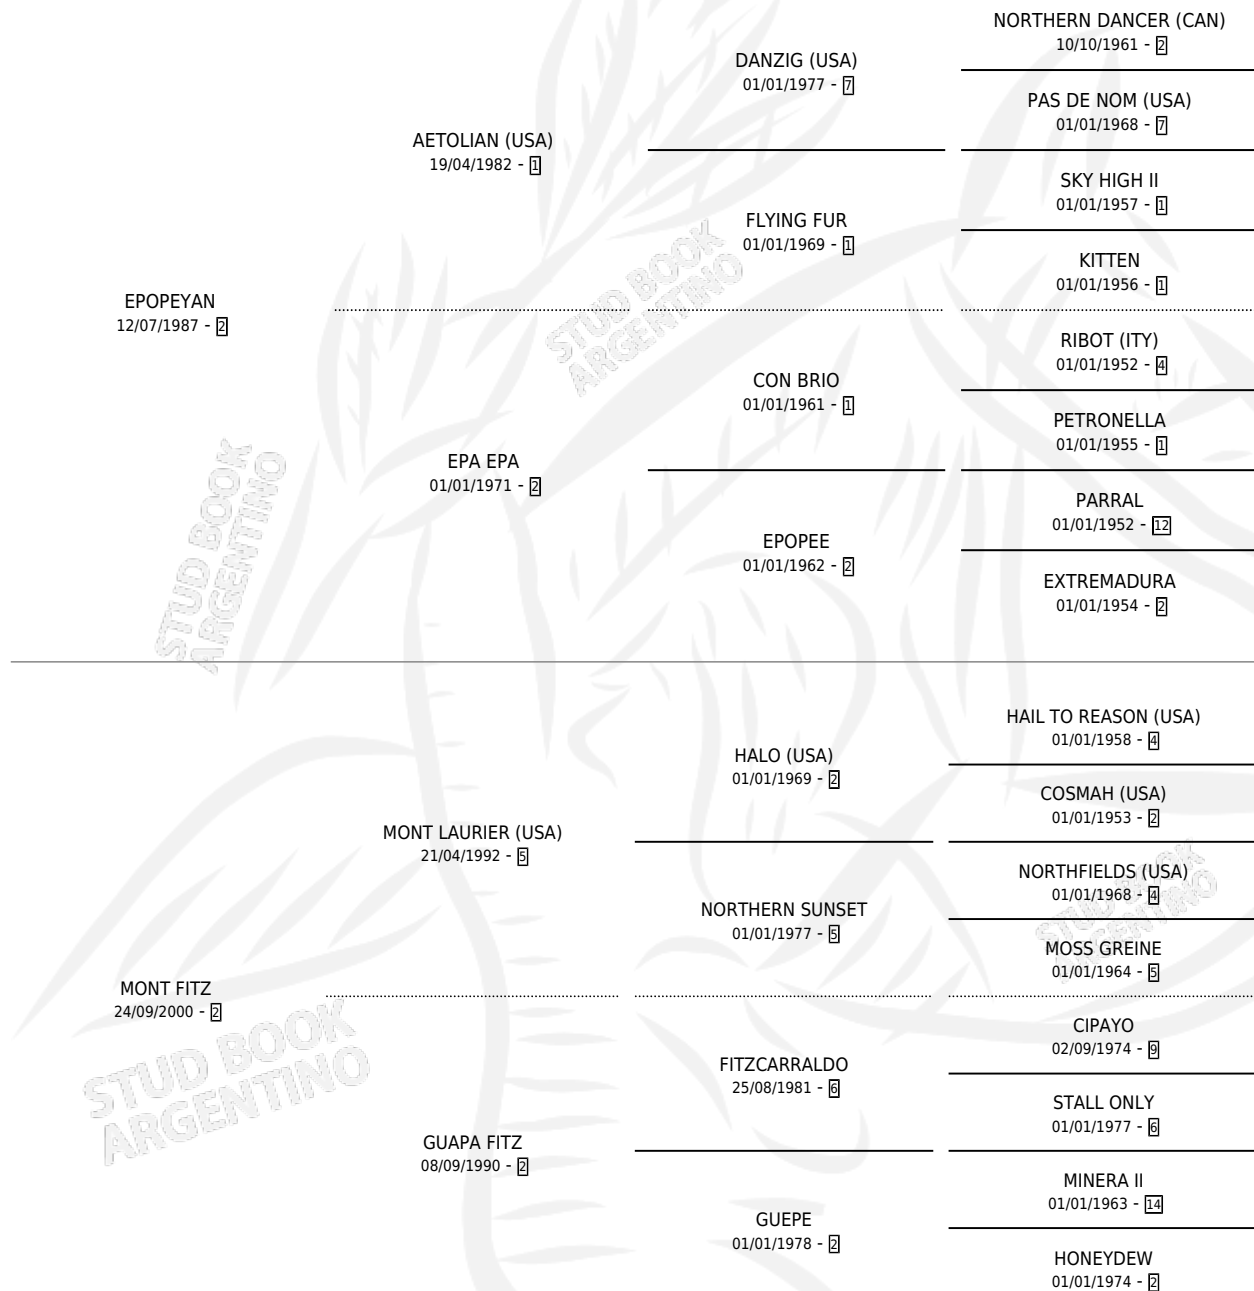 NORTHERN DANCER (CAN)
10/10/1961 - 2
DANZIG (USA)
01/01/1977 - 7
PAS DE NOM (USA)
01/01/1968 - 7
AETOLIAN (USA)
19/04/1982 - 1
SKY HIGH II
01/01/1957 - 1
FLYING FUR
01/01/1969 - 1
KITTEN
01/01/1956 - 1
EPOPEYAN
12/07/1987 - 2
RIBOT (ITY)
01/01/1952 - 4
CON BRIO
01/01/1961 - 1
PETRONELLA
01/01/1955 - 1
EPA EPA
01/01/1971 - 2
PARRAL
01/01/1952 - 12
EPOPEE
01/01/1962 - 2
EXTREMADURA
01/01/1954 - 2
STUD BOOK
ARGENTINO
STUD BOOK
ARGENTINO
HAIL TO REASON (USA)
01/01/1958 - 4
HALO (USA)
01/01/1969 - 2
COSMAH (USA)
01/01/1953 - 2
MONT LAURIER (USA)
21/04/1992 - 5
NORTHFIELDS (USA)
01/01/1968 - 4
NORTHERN SUNSET
01/01/1977 - 5
MOSS GREINE
01/01/1964 - 5
MONT FITZ
24/09/2000 - 2
CIPAYO
02/09/1974 - 9
FITZCARRALDO
25/08/1981 - 6
STALL ONLY
01/01/1977 - 6
GUAPA FITZ
08/09/1990 - 2
MINERA II
01/01/1963 - 14
GUEPE
01/01/1978 - 2
HONEYDEW
01/01/1974 - 2
STUD BOOK
ARGENTINO
STUD BOOK
ARGENTINO